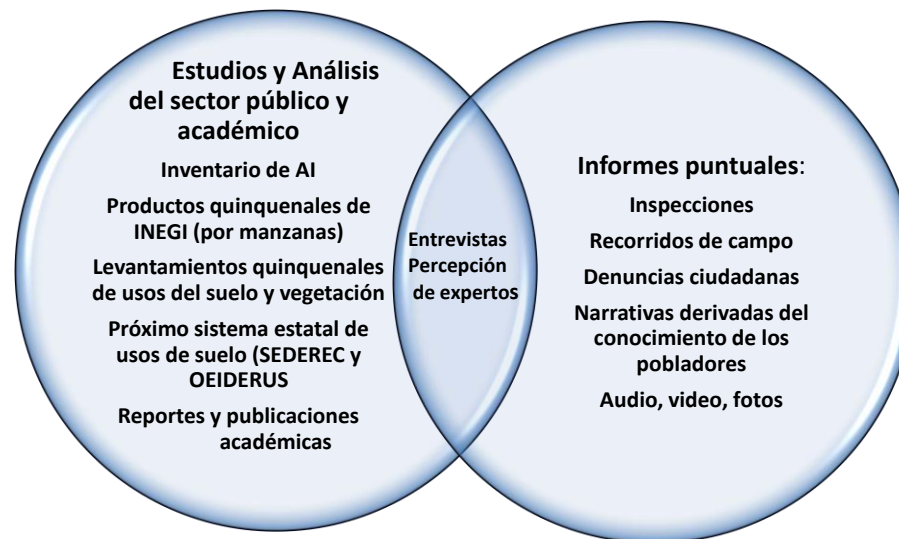 Estudios y Análisis
del sector público y
académico
Inventario de AI
Productos quinquenales de
INEGI (por manzanas)
Levantamientos quinquenales
de usos del suelo y vegetación
Próximo sistema estatal de
usos de suelo (SEDEREC y
OEIDERUS
Reportes y publicaciones
académicas
Entrevistas
Percepción
de expertos
Informes puntuales:
Inspecciones
Recorridos de campo
Denuncias ciudadanas
Narrativas derivadas del
conocimiento de los
pobladores
Audio, video, fotos